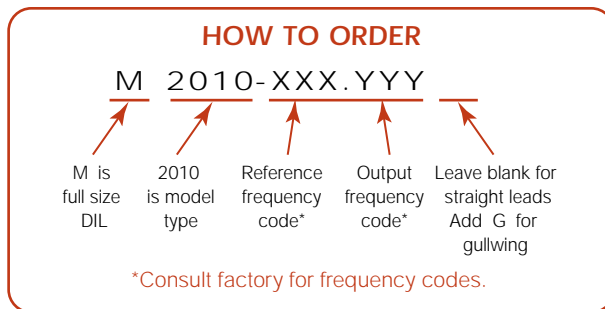 HOW TO ORDER
M 2010-XXX.YYY
M is full size DIL
2010 is model type
Reference frequency code*
Output frequency code*
Leave blank for straight leads Add G for gullwing
*Consult factory for frequency codes.